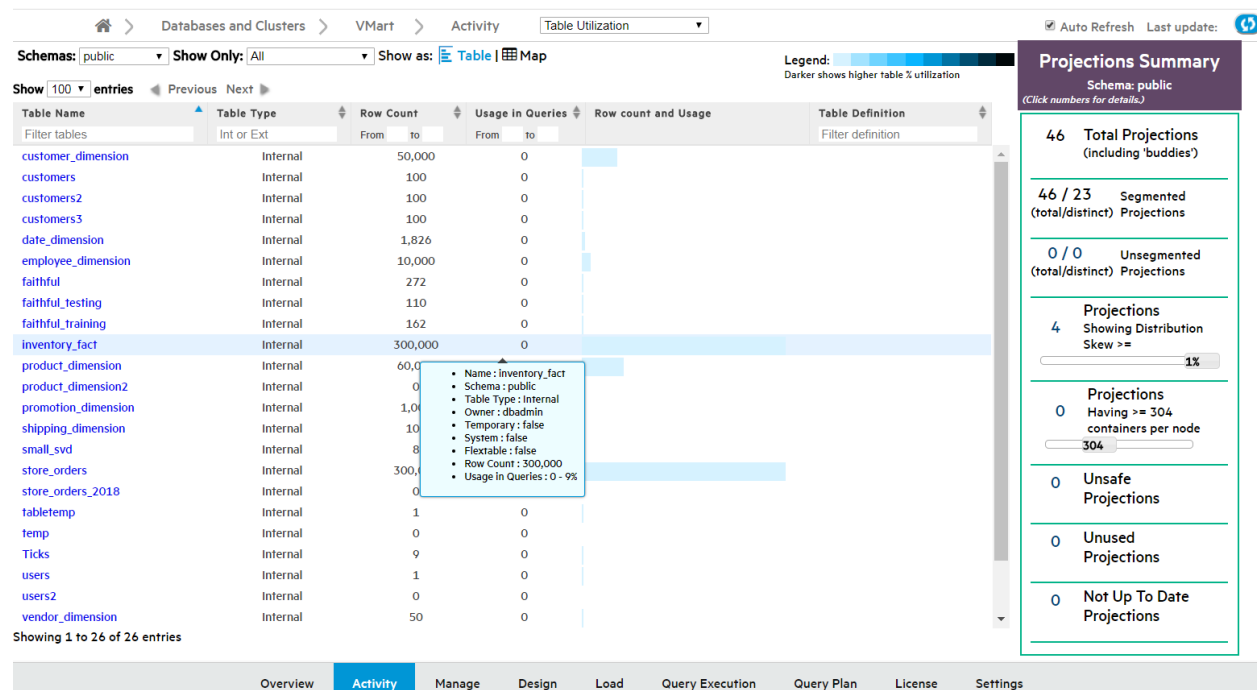 Databases and Clusters VMart Activity Table Utilization Auto Refresh Last update:
Schemas: public Show Only: All Show as: Table | Map
Legend:
Darker shows higher table % utilization
Show 100 entries Previous Next
Table Name Table Type Row Count Usage in Queries Row count and Usage Table Definition
Filter tables Int or Ext From to From to Filter definition
customer_dimension Internal 50,000 0
customers Internal 100 0
customers2 Internal 100 0
customers3 Internal 100 0
date_dimension Internal 1,826 0
employee_dimension Internal 10,000 0
faithful Internal 272 0
faithful_testing Internal 110 0
faithful_training Internal 162 0
inventory_fact Internal 300,000 0
product_dimension Internal
product_dimension2 Internal
promotion_dimension Internal
shipping_dimension Internal
small_svd Internal
store_orders Internal
store_orders_2018 Internal
tabletemp Internal 1 0
temp Internal 0 0
Ticks Internal 9 0
users Internal 1 0
users2 Internal 0 0
vendor_dimension Internal 50 0
Name : inventory_fact
Schema : public
Table Type : Internal
Owner : dbadmin
Temporary : false
System : false
Flextable : false
Row Count : 300,000
Usage in Queries : 0 - 9%
Showing 1 to 26 of 26 entries
Projections Summary
Schema: public
(Click numbers for details.)
46 Total Projections
(including 'buddies')
46 / 23 Segmented
(total/distinct) Projections
0 / 0 Unsegmented
(total/distinct) Projections
Projections
4 Showing Distribution
Skew >=
1%
Projections
0 Having >= 304
containers per node
304
0 Unsafe
Projections
0 Unused
Projections
0 Not Up To Date
Projections
Overview Activity Manage Design Load Query Execution Query Plan License Settings